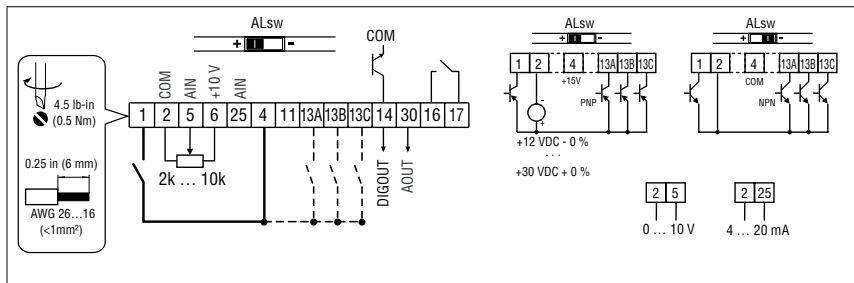 ALsw
+ -
4.5 lb-in
(0.5 Nm)
0.25 in (6 mm)
AWG 26...16
(<1mm²)
COM
AIN
+10 V
AIN
COM
1 2 5 6 25 4 11 13A 13B 13C 14 30 16 17
2k ... 10k
DIGOUT
AOUT
ALsw
+ -
1 2 4 13A 13B 13C
+15V
PNP
-
+
+12 VDC - 0 %
...
+30 VDC + 0 %
ALsw
+ -
1 2 4 13A 13B 13C
COM
NPN
2 5
0 ... 10 V
2 25
4 ... 20 mA